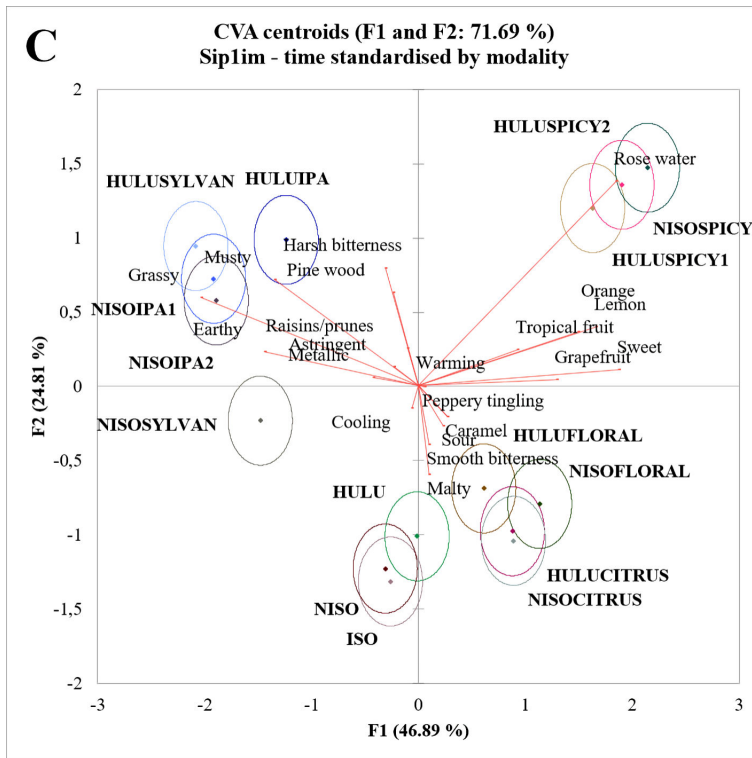 C
CVA centroids (F1 and F2: 71.69 %)
Sip1im - time standardised by modality
2
HULUSPICY2
1,5
Rose water
HULUSYLVAN
HULUIPA
NISOSPICY
1
Harsh bitterness
Musty
HULUSPICY1
Pine wood
Grassy
Orange
NISOIPA1
0,5
Lemon
Earthy
Raisins/prunes
Tropical fruit
Astringent
Sweet
NISOIPA2
Metallic
Warming
Grapefruit
0
Peppery tingling
NISOSYLVAN
Cooling
Caramel
HULUFLORAL
Sour
-0,5
Smooth bitterness
NISOFLORAL
HULU
Malty
-1
HULUCITRUS
NISOCITRUS
NISO
-1,5
ISO
-2
-3
-2
-1
0
1
2
3
F1 (46.89 %)
F2 (24.81 %)